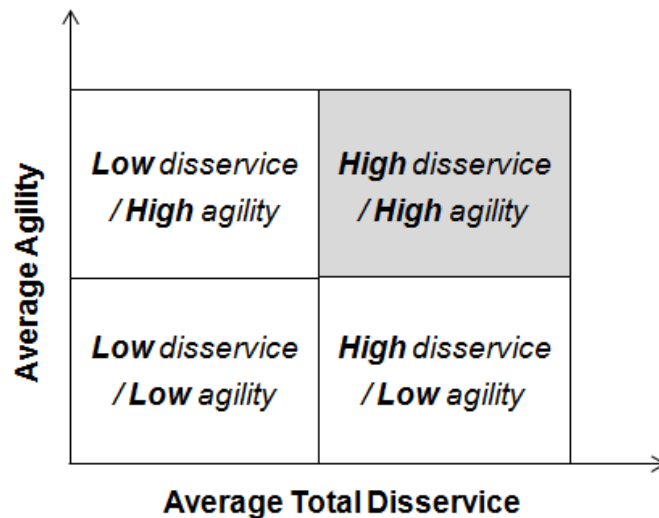 Average Agility
Low disservice
/ High agility
High disservice
/ High agility
Low disservice
/ Low agility
High disservice
/ Low agility
Average Total Disservice